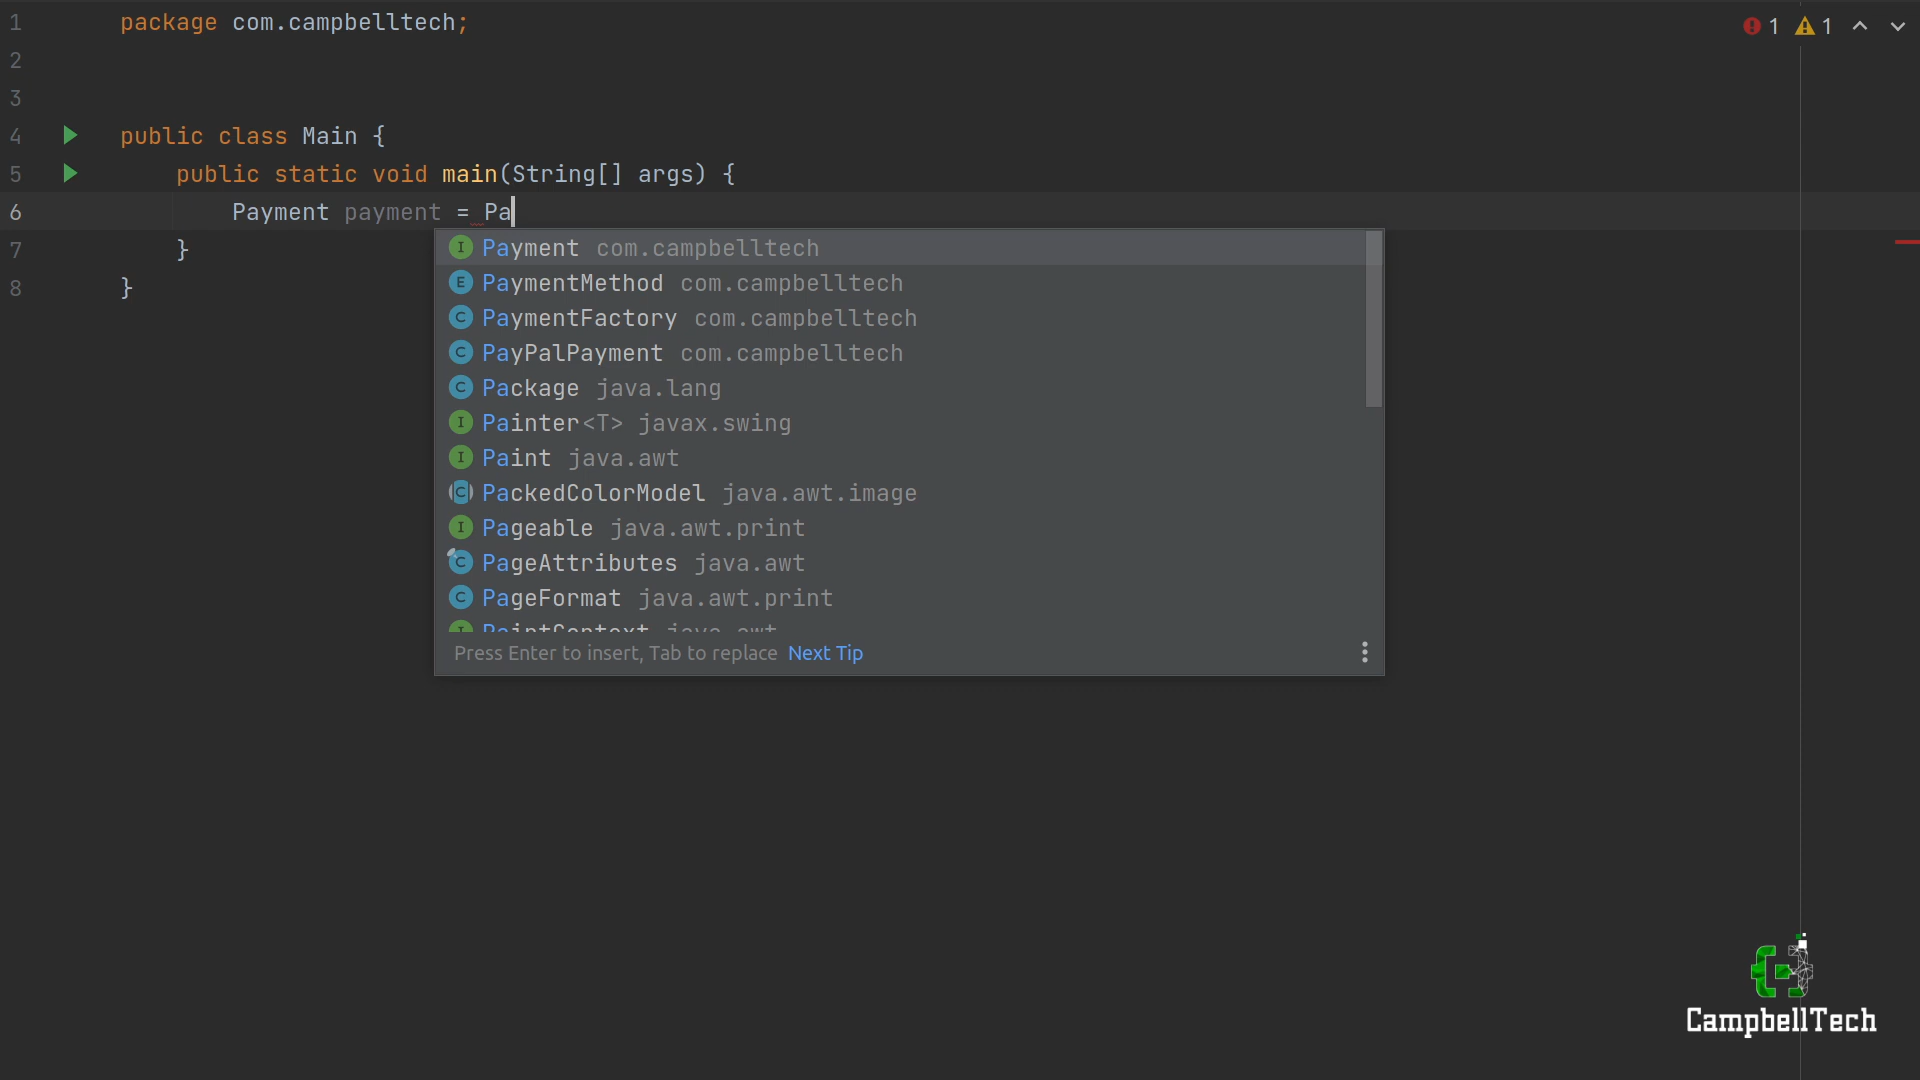 1 package com.campbelltech;
1 1
2
3
4 public class Main {
5 public static void main(String[] args) {
6 Payment payment = Pa
7 }
8 }
I Payment com.campbelltech
E PaymentMethod com.campbelltech
C PaymentFactory com.campbelltech
C PayPalPayment com.campbelltech
C Package java.lang
I Painter<T> javax.swing
I Paint java.awt
C PackedColorModel java.awt.image
I Pageable java.awt.print
C PageAttributes java.awt
C PageFormat java.awt.print
I PaintContext java.awt
Press Enter to insert, Tab to replace Next Tip
CampbellTech